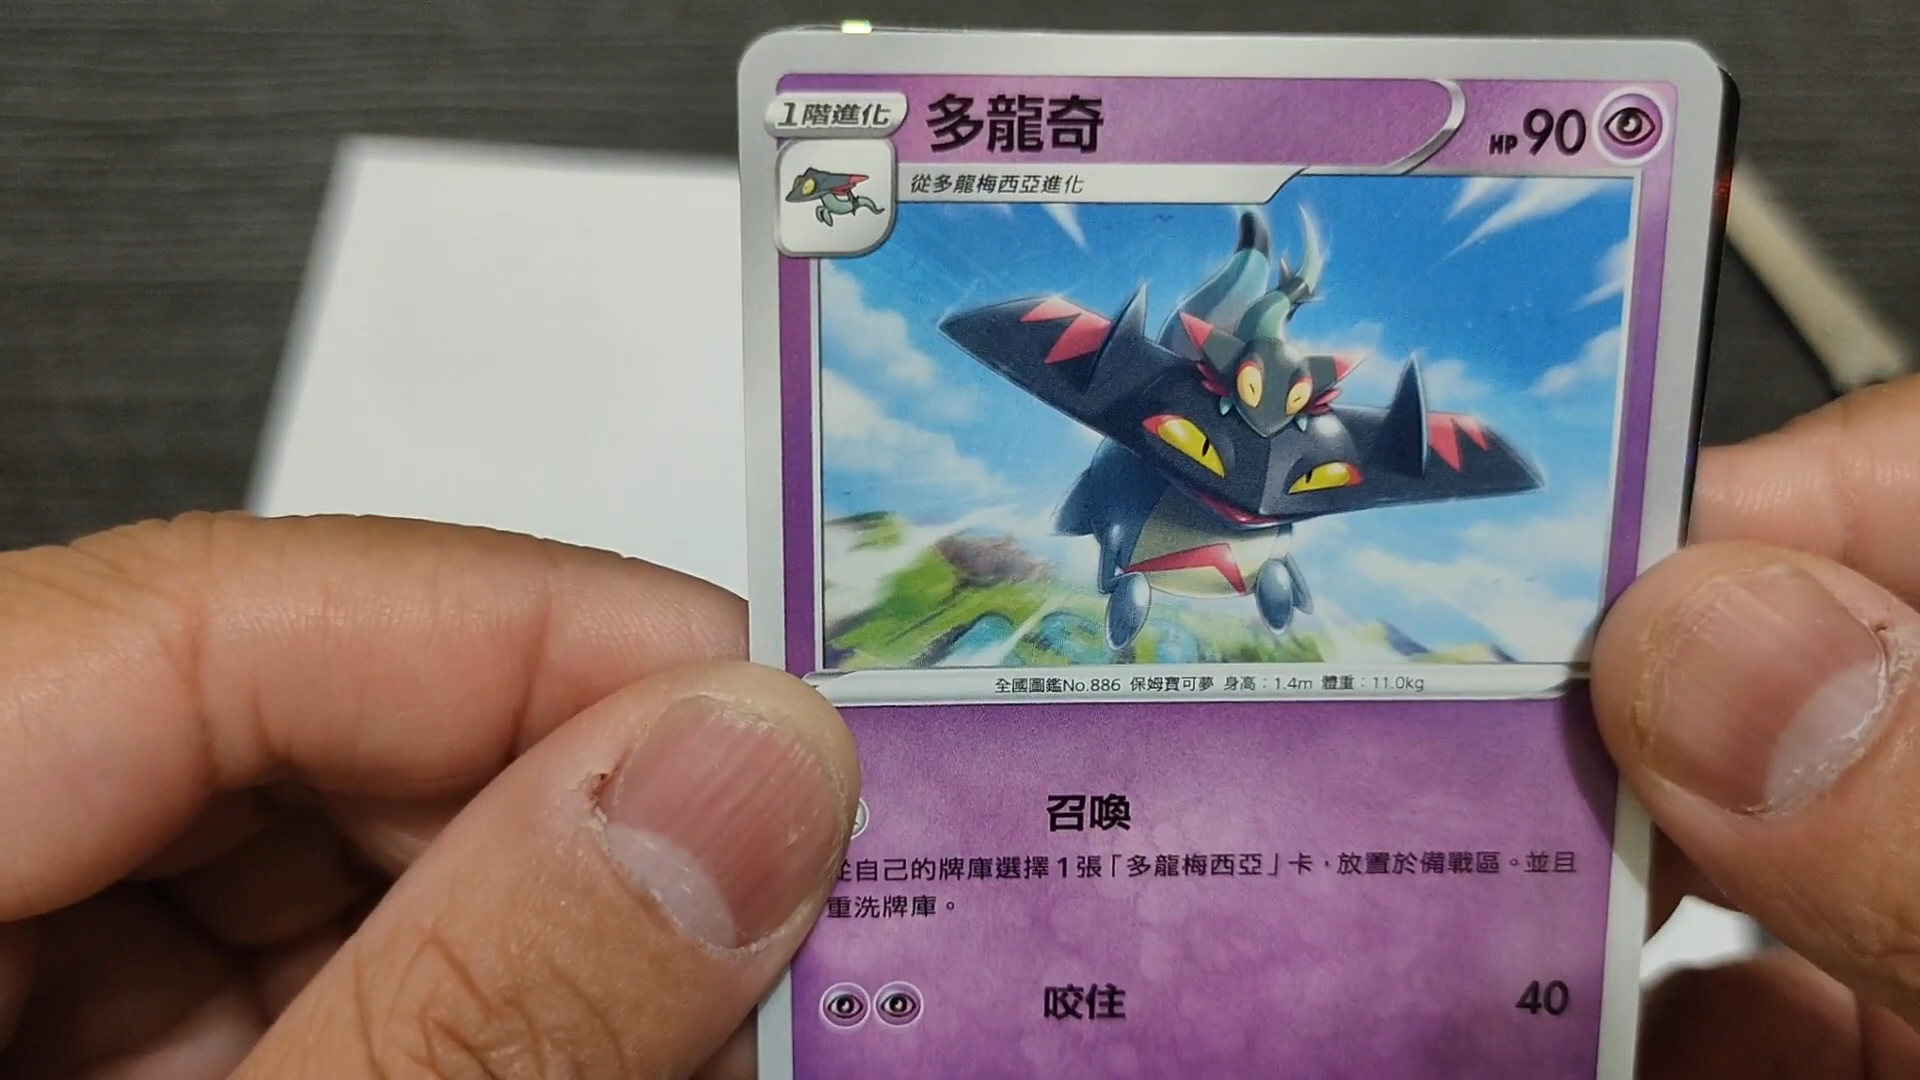 1階進化
多龍奇
HP 90
從多龍梅西亞進化
全國圖鑑No.886 保姆寶可夢 身高：1.4m 體重：11.0kg
召喚
從自己的牌庫選擇1張「多龍梅西亞」卡，放置於備戰區。並且
重洗牌庫。
咬住 40